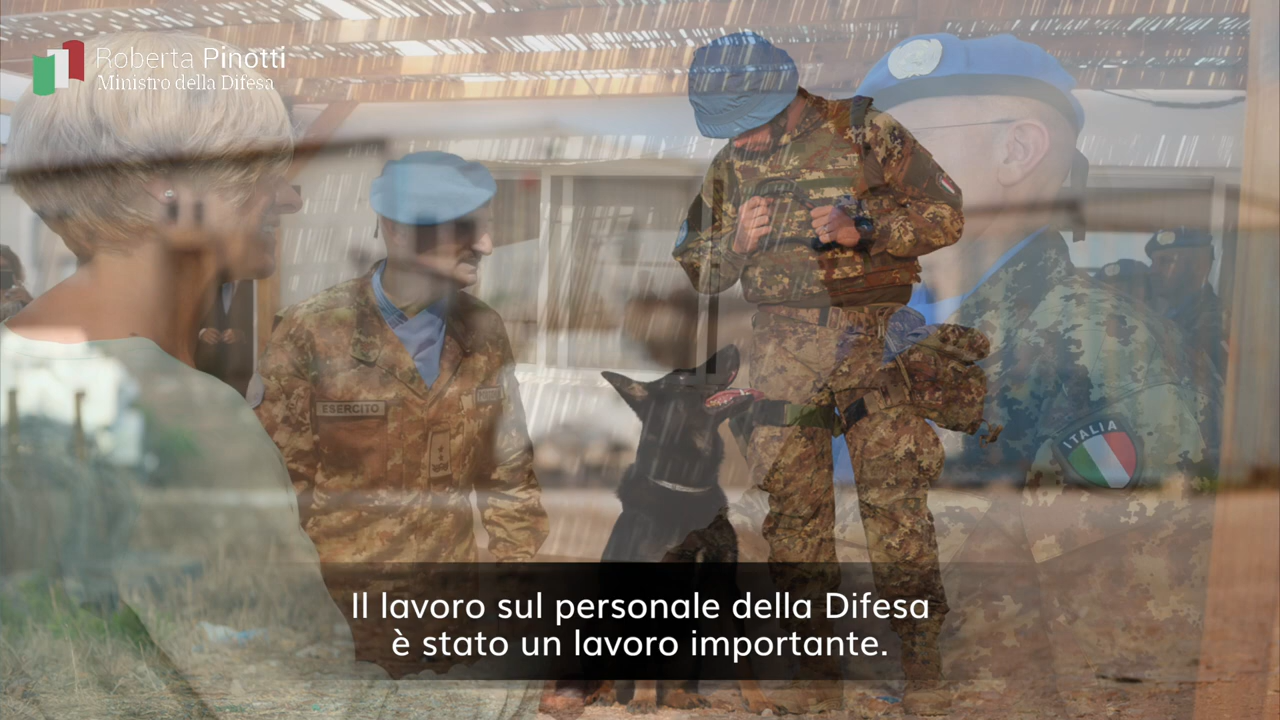 Roberta Pinotti
Ministro della Difesa
ESERCITO
ITALIA
Il lavoro sul personale della Difesa
è stato un lavoro importante.